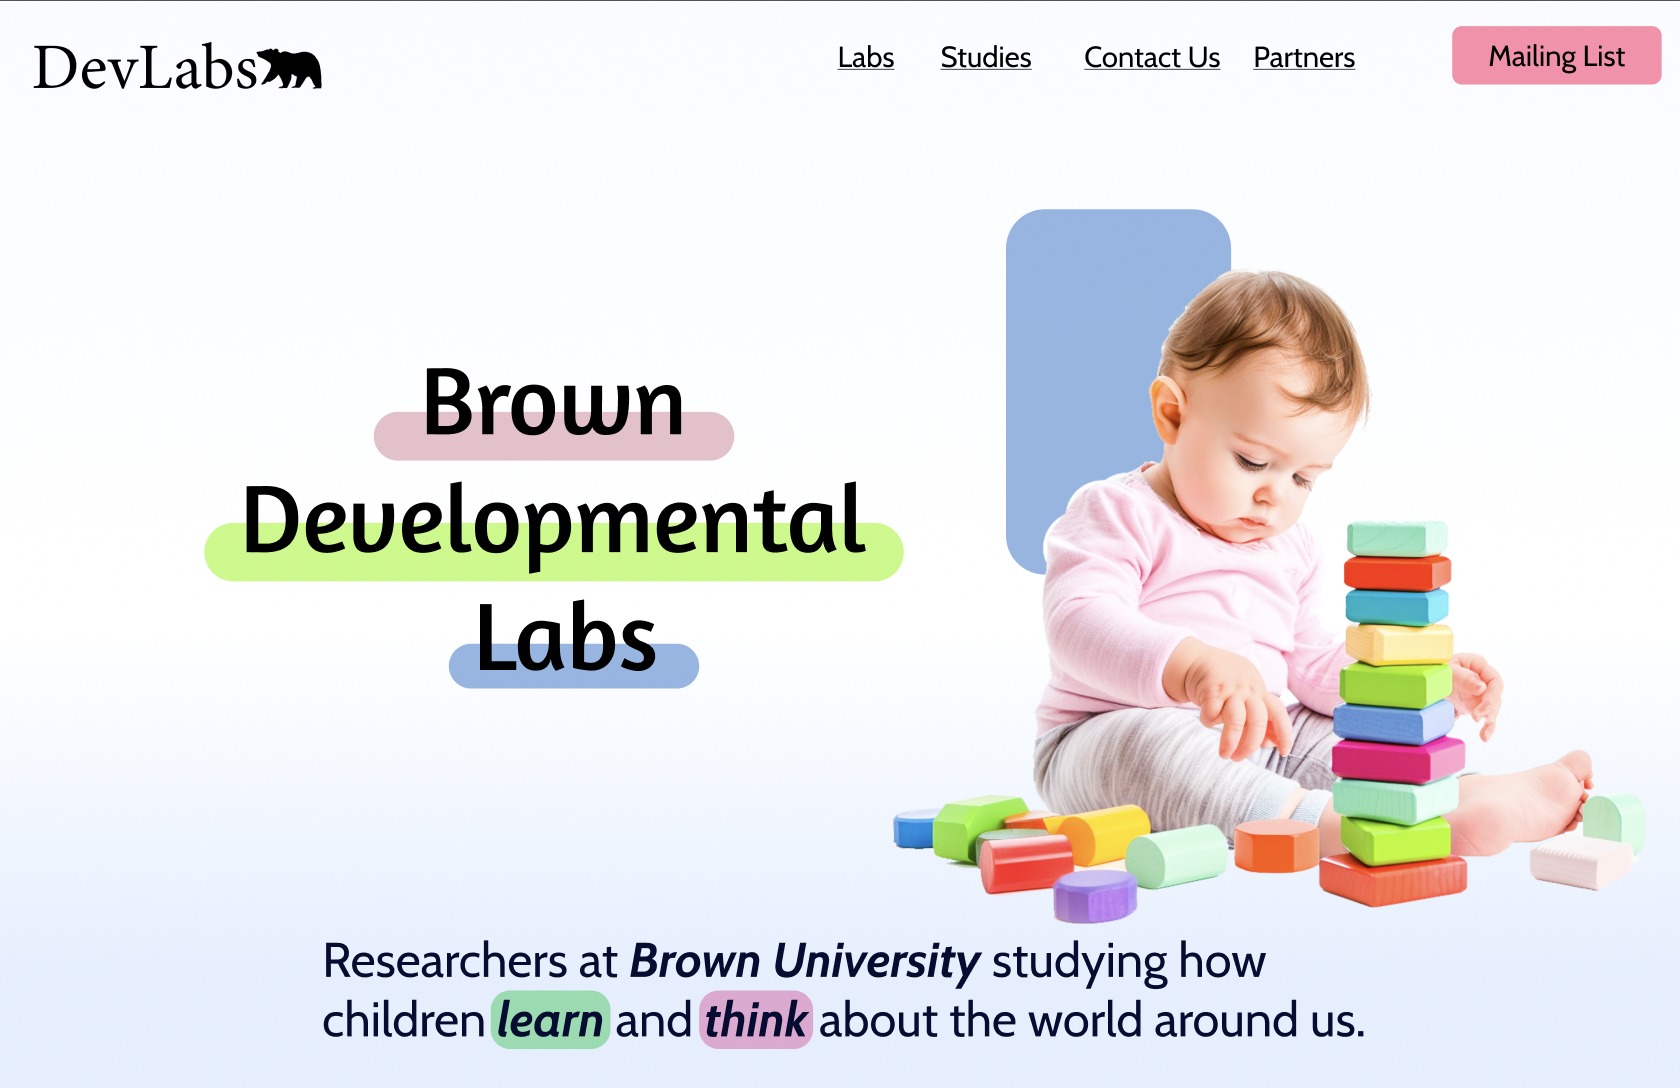 DevLabs
Labs Studies Contact Us Partners Mailing List
Brown
Developmental
Labs
Researchers at Brown University studying how
children learn and think about the world around us.